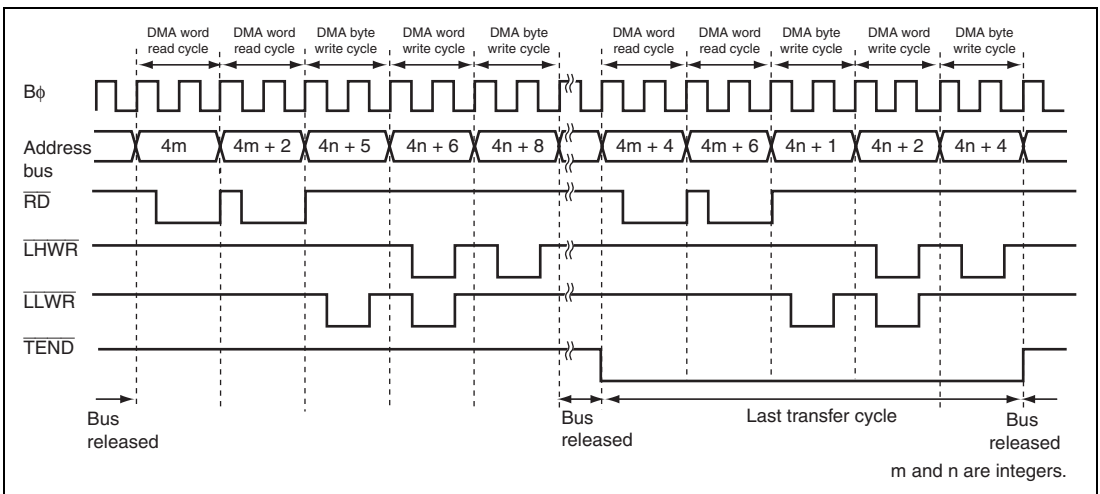 DMA word read cycle
DMA word read cycle
DMA byte write cycle
DMA word write cycle
DMA byte write cycle
DMA word read cycle
DMA word read cycle
DMA byte write cycle
DMA word write cycle
DMA byte write cycle
Bφ
Address bus
4m
4m + 2
4n + 5
4n + 6
4n + 8
4m + 4
4m + 6
4n + 1
4n + 2
4n + 4
RD
LHWR
LLWR
TEND
Bus released
Bus released
Last transfer cycle
Bus released
m and n are integers.